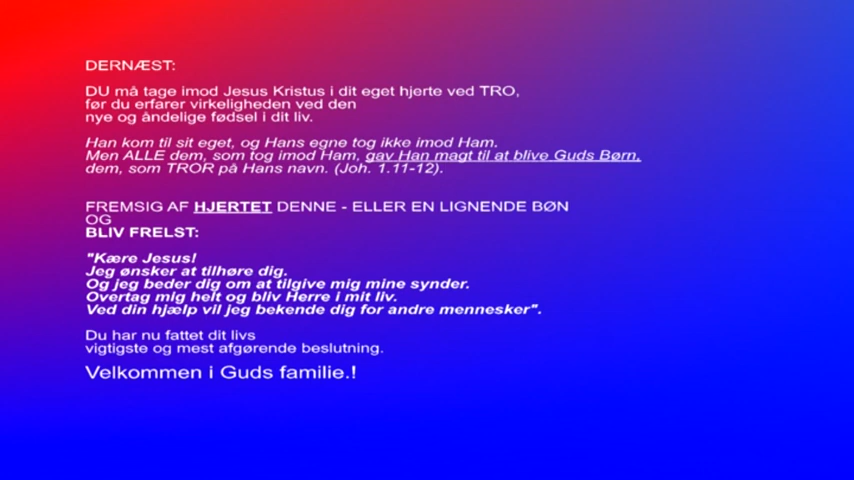 DERNÆST:
DU må tage imod Jesus Kristus i dit eget hjerte ved TRO,
før du erfarer virkeligheden ved den
nye og åndelige fødsel i dit liv.
Han kom til sit eget, og Hans egne tog ikke imod Ham.
Men ALLE dem, som tog imod Ham, gav Han magt til at blive Guds Børn,
dem, som TROR på Hans navn. (Joh. 1.11-12).
FREMSIG AF HJERTET DENNE - ELLER EN LIGNENDE BØN
OG
BLIV FRELST:
"Kære Jesus!
Jeg ønsker at tilhøre dig.
Og jeg beder dig om at tilgive mig mine synder.
Overtag mig helt og bliv Herre i mit liv.
Ved din hjælp vil jeg bekende dig for andre mennesker".
Du har nu fattet dit livs
vigtigste og mest afgørende beslutning.
Velkommen i Guds familie.!